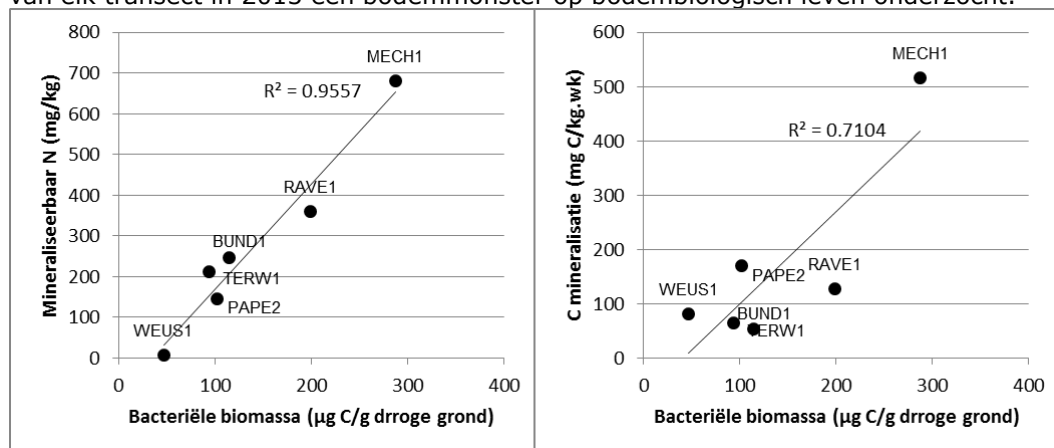 van elk transect in 2015 een bodemmonster op bodembiologisch leven onderzocht.
800
700
600
500
400
300
200
100
0
Mineraliseerbaar N (mg/kg)
MECH1
R² = 0.9557
RAVE1
BUND1
TERW1
PAPE2
WEUS1
0 100 200 300 400
Bacteriële biomassa (µg C/g drroge grond)
600
500
400
300
200
100
0
C mineralisatie (mg C/kg.wk)
MECH1
R² = 0.7104
PAPE2
RAVE1
WEUS1
BUND1
TERW1
0 100 200 300 400
Bacteriële biomassa (µg C/g drroge grond)